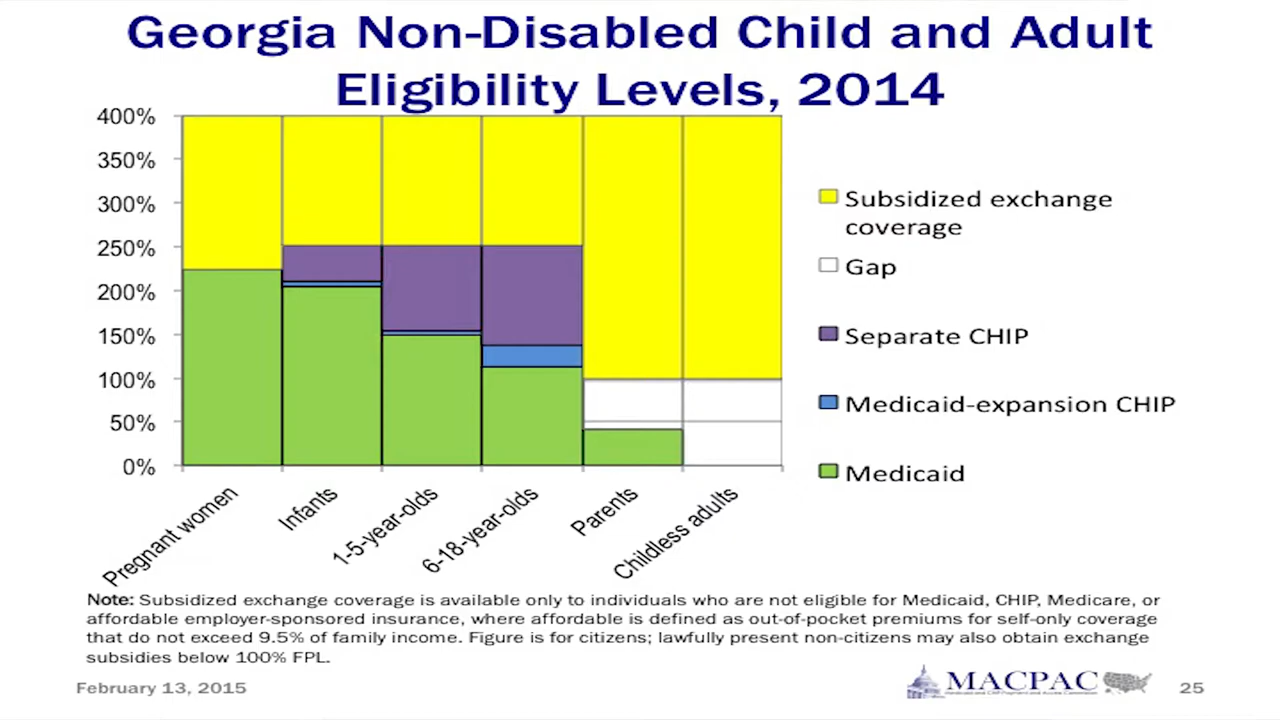 Georgia Non-Disabled Child and Adult
Eligibility Levels, 2014
400%
350%
300%
250%
200%
150%
100%
50%
0%
Pregnant women
Infants
1-5-year-olds
6-18-year-olds
Parents
Childless adults
Subsidized exchange
coverage
Gap
Separate CHIP
Medicaid-expansion CHIP
Medicaid
Note: Subsidized exchange coverage is available only to individuals who are not eligible for Medicaid, CHIP, Medicare, or
affordable employer-sponsored insurance, where affordable is defined as out-of-pocket premiums for self-only coverage
that do not exceed 9.5% of family income. Figure is for citizens; lawfully present non-citizens may also obtain exchange
subsidies below 100% FPL.
February 13, 2015
MACPAC
25